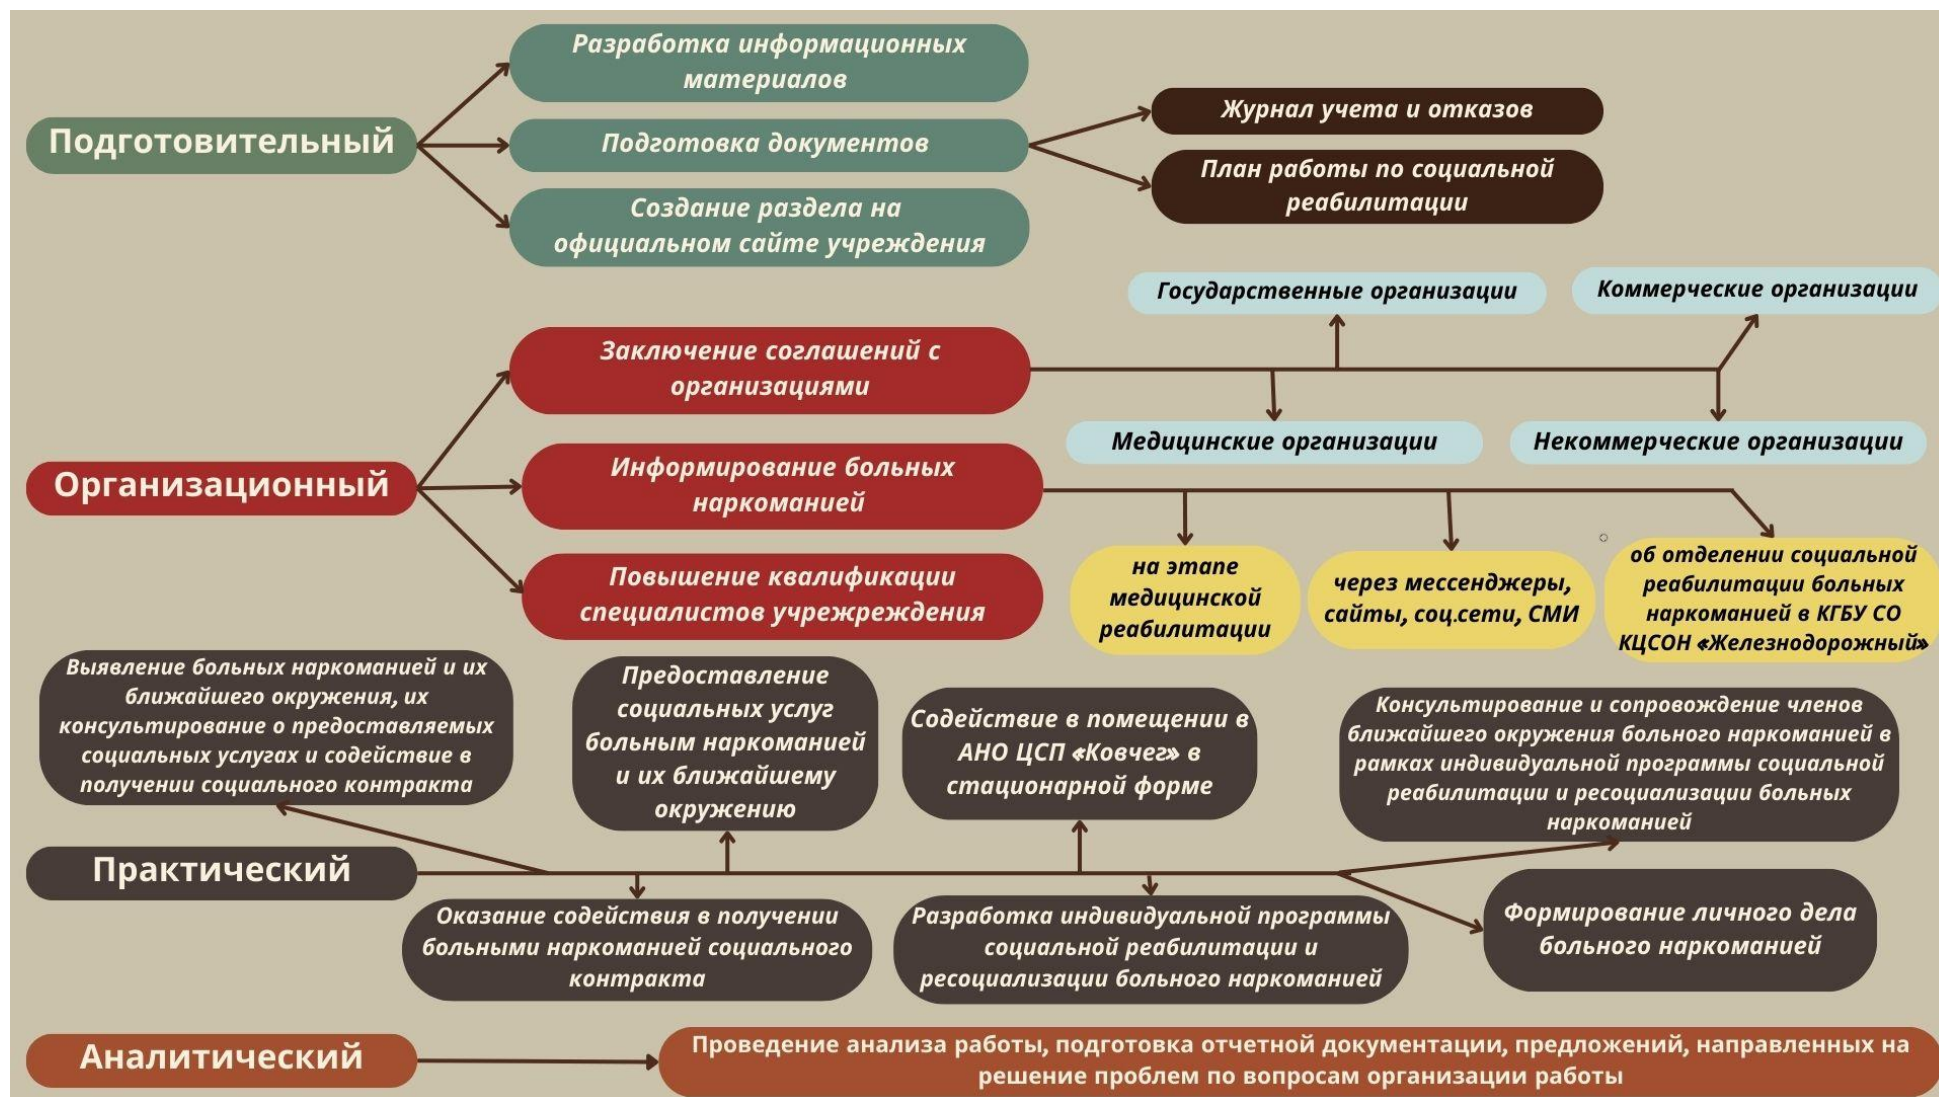 Разработка информационных
материалов
Подготовительный
Подготовка документов
Журнал учета и отказов
План работы по социальной
реабилитации
Создание раздела на
официальном сайте учреждения
Государственные организации
Коммерческие организации
Заключение соглашений с
организациями
Медицинские организации
Некоммерческие организации
Организационный
Информирование больных
наркоманией
на этапе
медицинской
реабилитации
через мессенджеры,
сайты, соц.сети, СМИ
об отделении социальной
реабилитации больных
наркоманией в КГБУ СО
КЦСОН «Железнодорожный»
Повышение квалификации
специалистов учрежреждения
Выявление больных наркоманией и их
ближайшего окружения, их
консультирование о предоставляемых
социальных услугах и содействие в
получении социального контракта
Предоставление
социальных услуг
больным наркоманией
и их ближайшему
окружению
Содействие в помещении в
АНО ЦСП «Ковчег» в
стационарной форме
Консультирование и сопровождение членов
ближайшего окружения больного наркоманией в
рамках индивидуальной программы социальной
реабилитации и ресоциализации больных
наркоманией
Практический
Оказание содействия в получении
больными наркоманией социального
контракта
Разработка индивидуальной программы
социальной реабилитации и
ресоциализации больного наркоманией
Формирование личного дела
больного наркоманией
Аналитический
Проведение анализа работы, подготовка отчетной документации, предложений, направленных на
решение проблем по вопросам организации работы